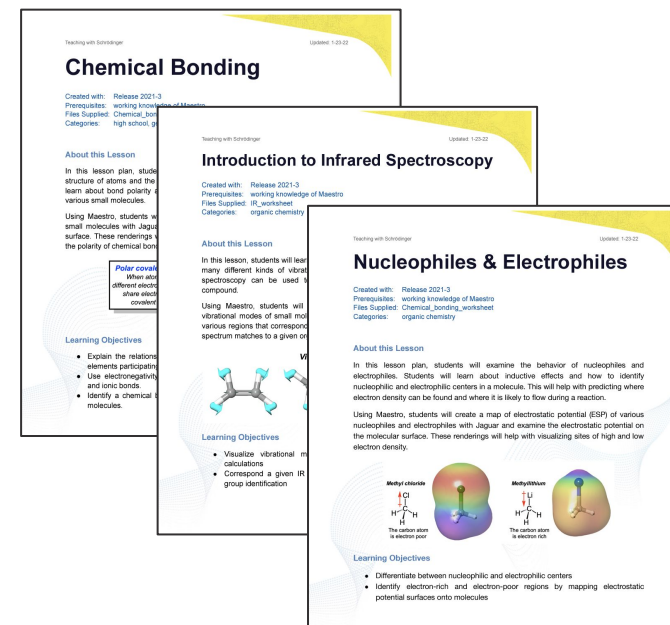 Teaching with Schrödinger
Updated: 1-23-22
Chemical Bonding
Created with: Release 2021-3
Prerequisites: working knowledge of Maestro
Files Supplied:
Categories: high school,
About this Lesson
In this lesson plan,
structure of atoms and the
learn about bond polarity
various small molecules.
Using Maestro, students
small molecules with
surface. These renderings
the polarity of chemical
Polar
When
different
share
covalent
Learning Objectives
● Explain the
elements participating
● Use electronegativity
and ionic bonds.
● Identify a chemical
molecules.
Teaching with Schrödinger
Updated: 1-23-22
Introduction to Infrared Spectroscopy
Created with: Release 2021-3
Prerequisites: working knowledge of Maestro
Files Supplied: IR_worksheet
Categories: organic chemistry
About this Lesson
In this lesson, students will
many different kinds of
spectroscopy can be used
compound.
Using Maestro, students will
vibrational modes of small
various regions that
spectrum matches to a given
Learning Objectives
● Visualize vibrational
calculations
● Correspond a given IR
group identification
Teaching with Schrödinger
Updated: 1-23-22
Nucleophiles & Electrophiles
Created with: Release 2021-3
Prerequisites: working knowledge of Maestro
Files Supplied: Chemical_bonding_worksheet
Categories: organic chemistry
About this Lesson
In this lesson plan, students will examine the behavior of nucleophiles and
electrophiles. Students will learn about inductive effects and how to identify
nucleophilic and electrophilic centers in a molecule. This will help with predicting where
electron density can be found and where it is likely to flow during a reaction.
Using Maestro, students will create a map of electrostatic potential (ESP) of various
nucleophiles and electrophiles with Jaguar and examine the electrostatic potential on
the molecular surface. These renderings will help with visualizing sites of high and low
electron density.
Methyl chloride
Cl
C
H H
H
The carbon atom
is electron poor
Methyllithium
Li
C
H H
H
The carbon atom
is electron rich
Learning Objectives
● Differentiate between nucleophilic and electrophilic centers
● Identify electron-rich and electron-poor regions by mapping electrostatic
potential surfaces onto molecules